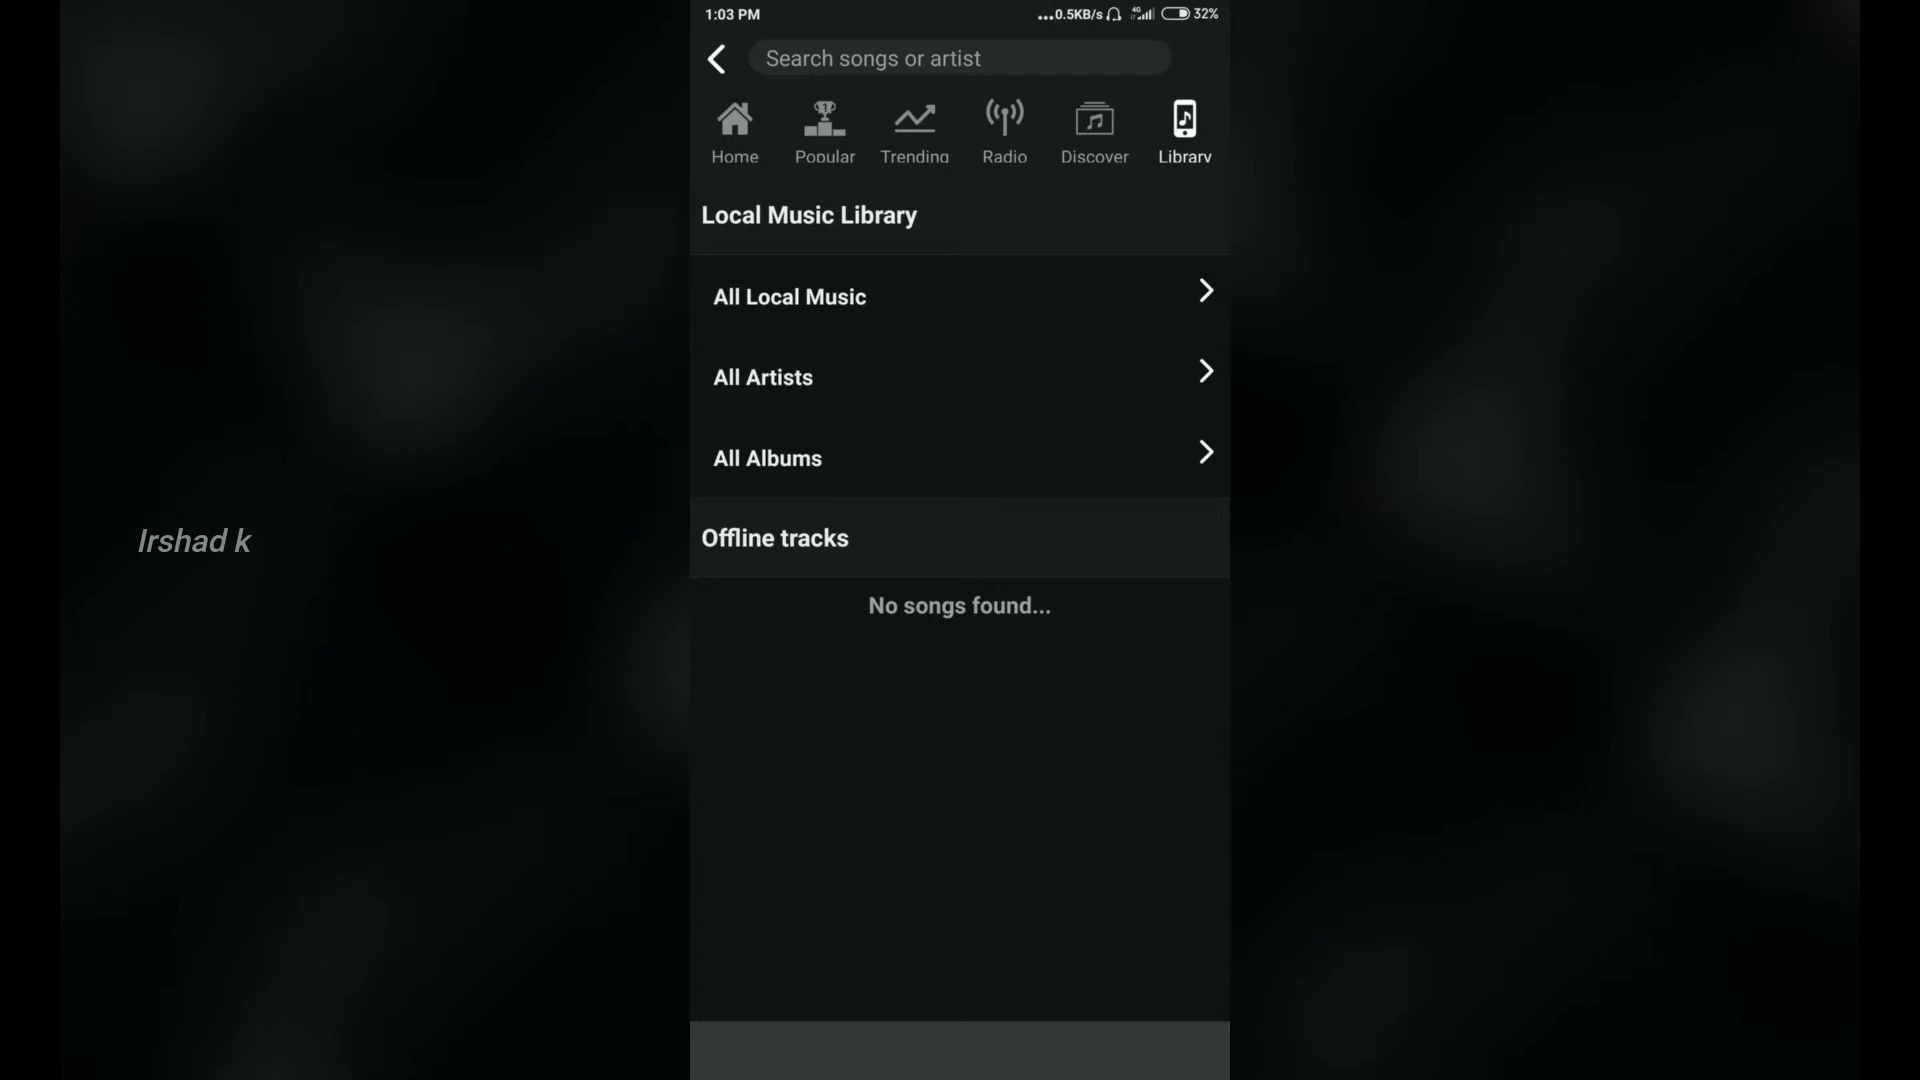 1:03 PM
...0.5KB/s 4G 32%
Search songs or artist
Home Popular Trending Radio Discover Library
Local Music Library
All Local Music
All Artists
All Albums
Irshad k
Offline tracks
No songs found...